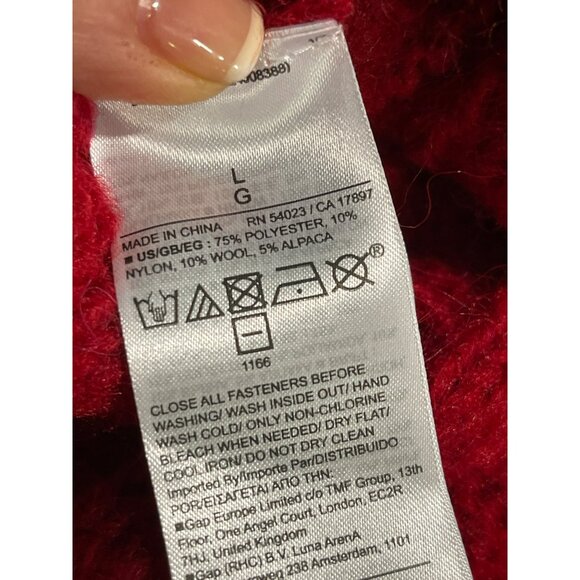 L
G
MADE IN CHINA RN 54023 / CA 17897
■ US/GB/EG : 75% POLYESTER, 10%
NYLON, 10% WOOL, 5% ALPACA
®
1166
CLOSE ALL FASTENERS BEFORE
WASHING/ WASH INSIDE OUT/ HAND
WASH COLD/ ONLY NON-CHLORINE
BLEACH WHEN NEEDED/ DRY FLAT/
COOL IRON/ DO NOT DRY CLEAN
Imported By/Importe Par/DISTRIBUIDO
POR/ΕΙΣΑΓΕΤΑΙ ΑΠΟ ΤΗΝ:
■Gap Europe Limited c/o TMF Group, 13th
Floor, One Angel Court, London, EC2R
7HJ, United Kingdom
■Gap (RHC) B.V. Luna ArenA
238 Amsterdam, 1101